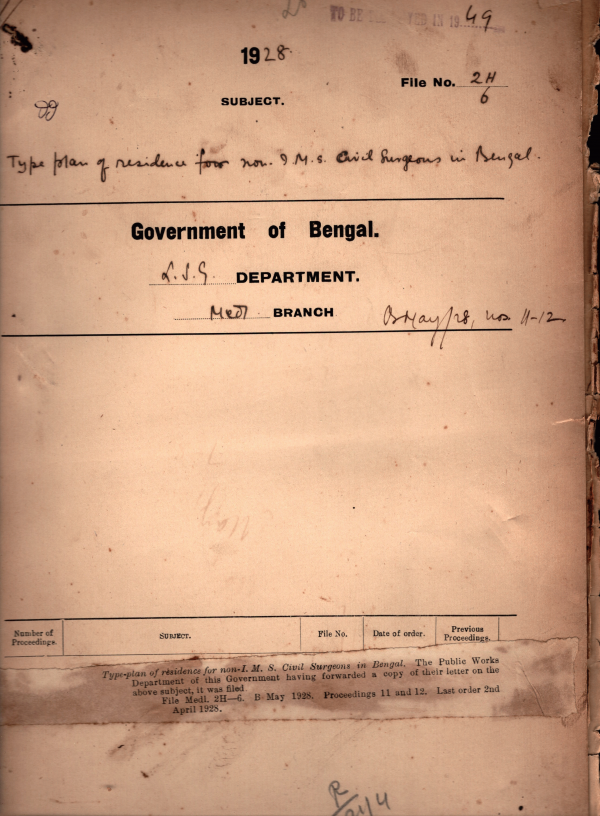 TO BE IN 1949
1928
File No. 2H
6
SUBJECT.
Type plan of residence for non. I M. S. Civil Surgeons in Bengal.
Government of Bengal.
L.S.G. DEPARTMENT.
Medl BRANCH
B May/28, nos. 11-12
Number of Proceedings.
SUBJECT.
File No.
Date of order.
Previous Proceedings.
Type-plan of residence for non-I. M. S. Civil Surgeons in Bengal. The Public Works
Department of this Government having forwarded a copy of their letter on the
above subject, it was filed
File Medl. 2H—6. B May 1928. Proceedings 11 and 12. Last order 2nd
April 1928.